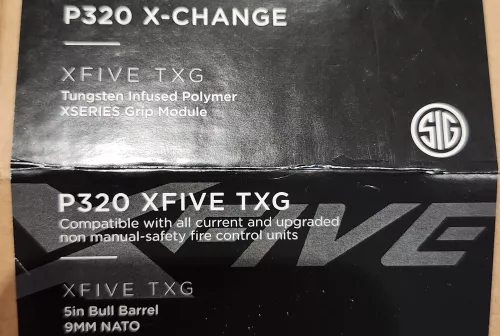 P320 X-CHANGE
XFIVE TXG
Tungsten Infused Polymer
XSERIES Grip Module
SIG
P320 XFIVE TXG
Compatible with all current and upgraded
non manual-safety fire control units
X-FIVE
XFIVE TXG
5in Bull Barrel
9MM NATO